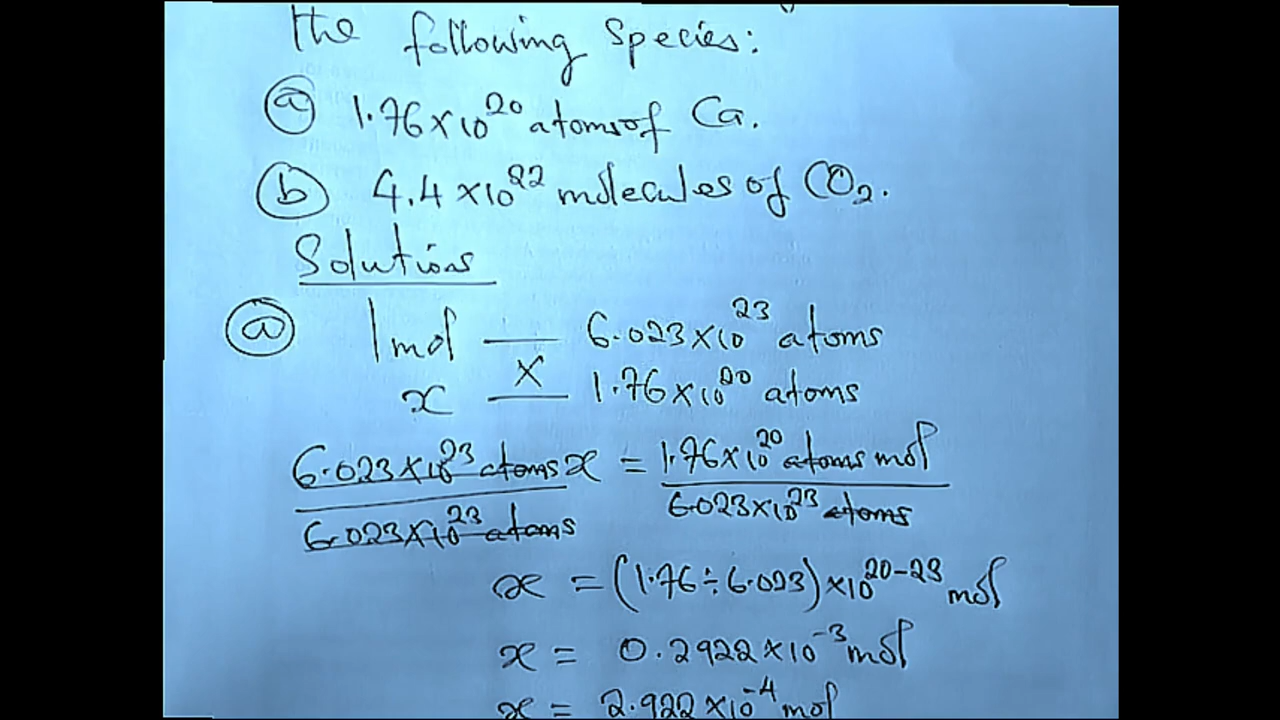 the following Species:
(a) 1.76×10²⁰ atoms of Ca.
(b) 4.4×10²² molecules of CO₂.
Solutions
(a) 1mol — 6.023×10²³ atoms
X
x — 1.76×10²⁰ atoms
6.023×10²³ atoms x = 1.76×10²⁰ atoms mol
6.023×10²³ atoms 6.023×10²³ atoms
x = (1.76÷6.023)×10²⁰⁻²³ mol
x = 0.2922×10⁻³ mol
x = 2.922×10⁻⁴ mol